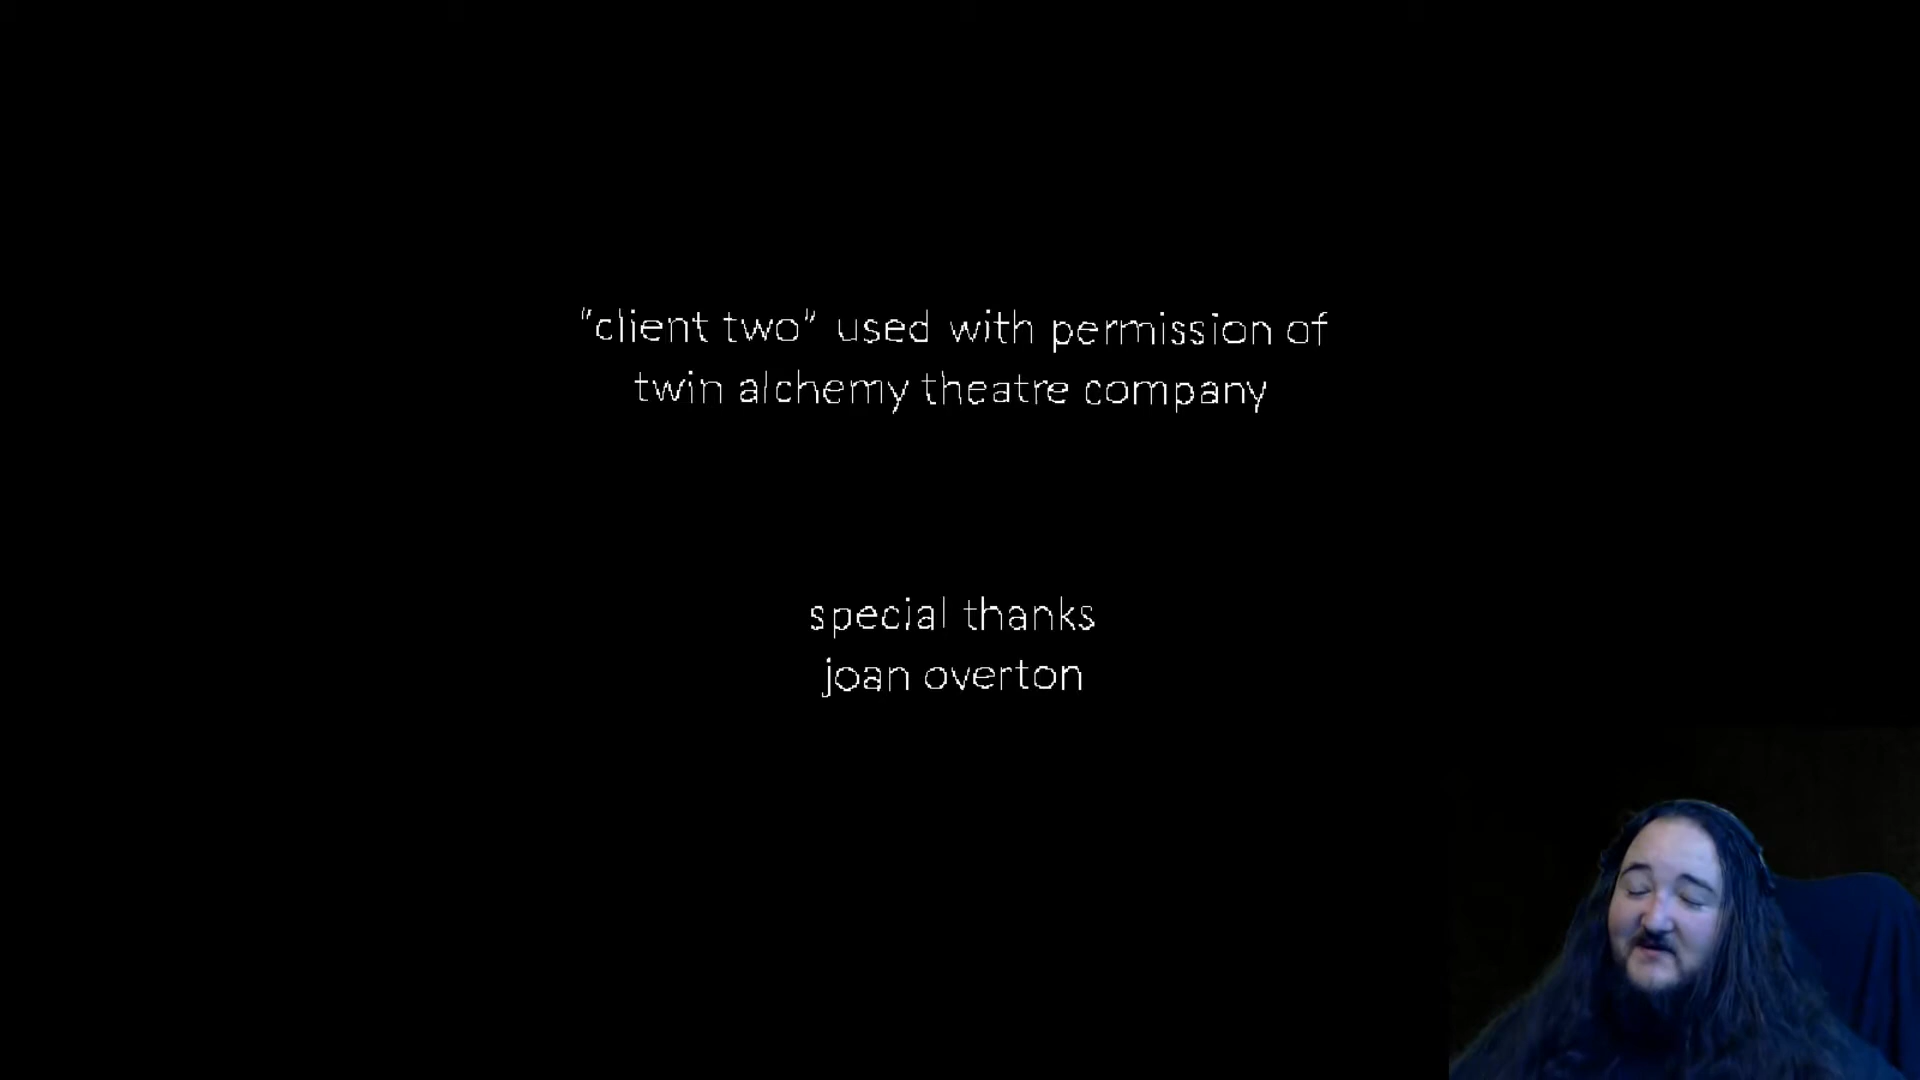 "client two" used with permission of
twin alchemy theatre company
special thanks
joan overton